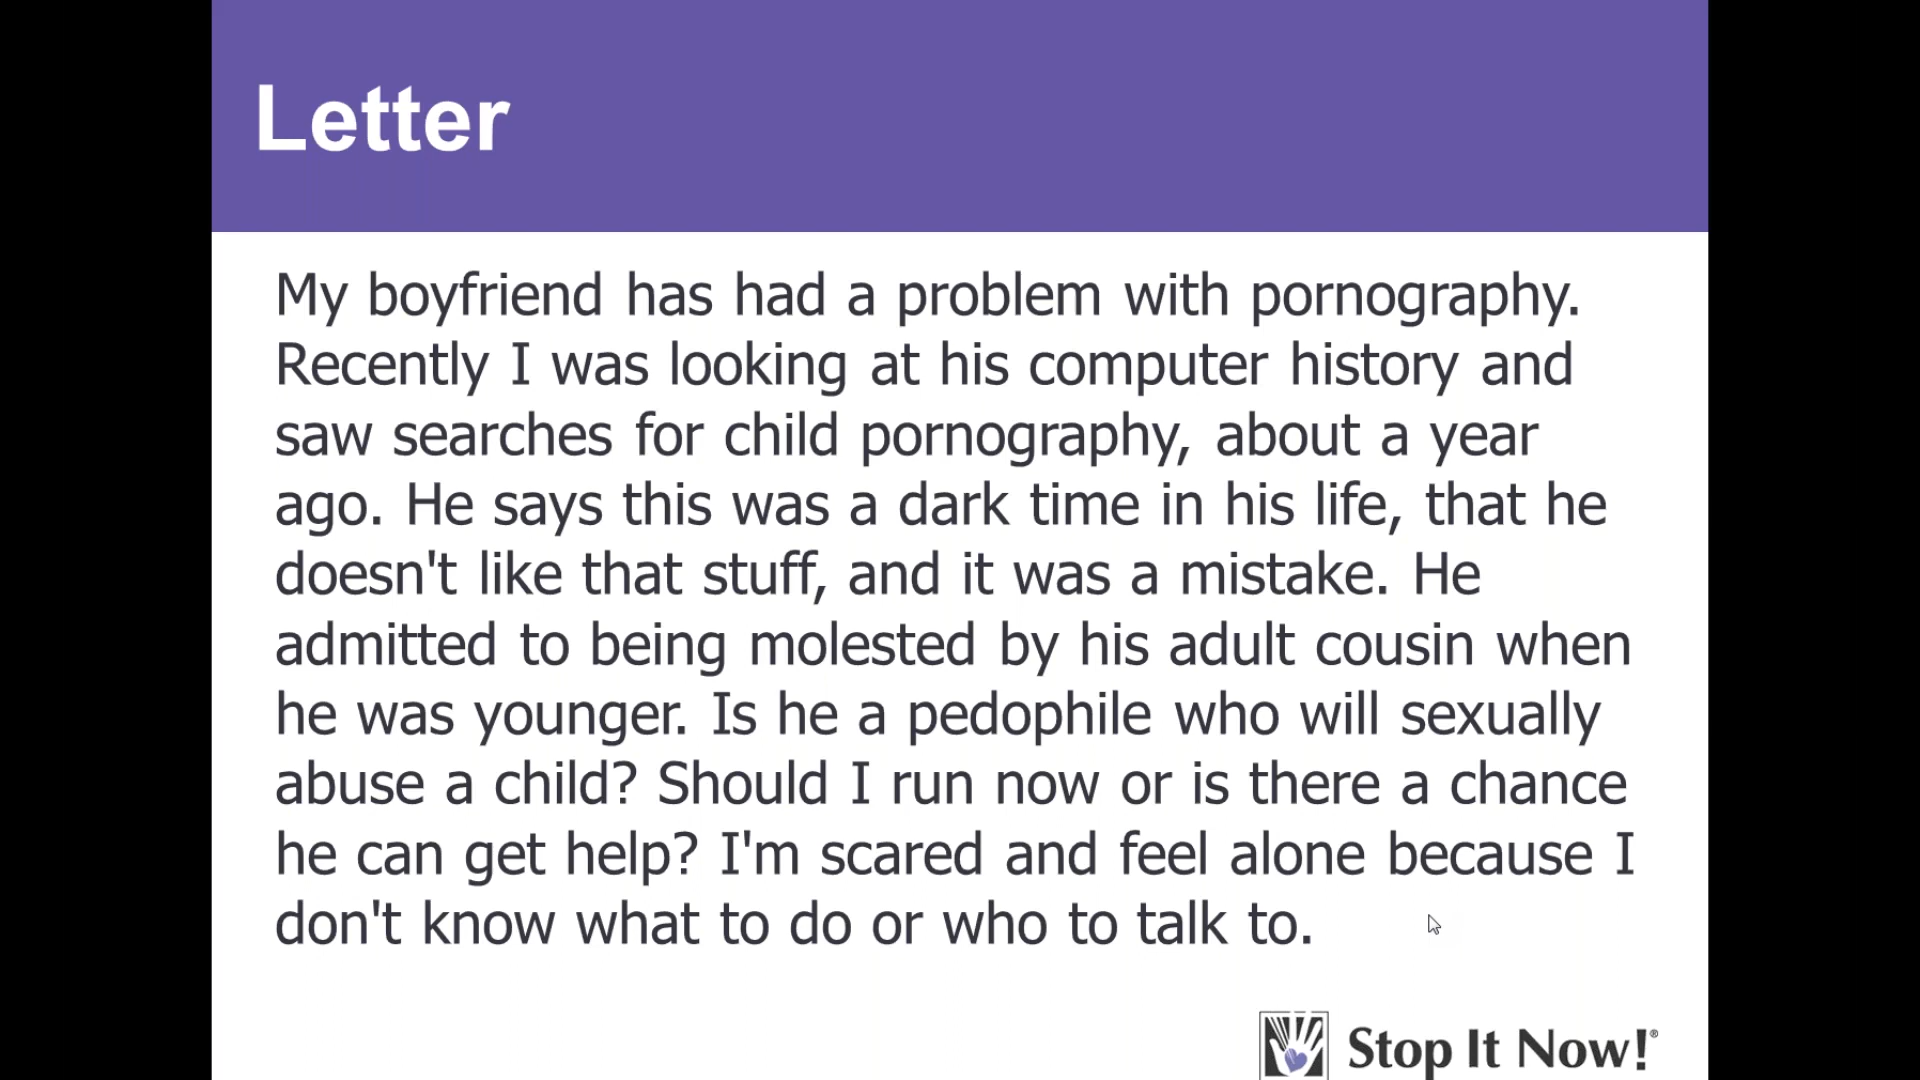 Letter
My boyfriend has had a problem with pornography.
Recently I was looking at his computer history and
saw searches for child pornography, about a year
ago. He says this was a dark time in his life, that he
doesn't like that stuff, and it was a mistake. He
admitted to being molested by his adult cousin when
he was younger. Is he a pedophile who will sexually
abuse a child? Should I run now or is there a chance
he can get help? I'm scared and feel alone because I
don't know what to do or who to talk to.
Stop It Now!®